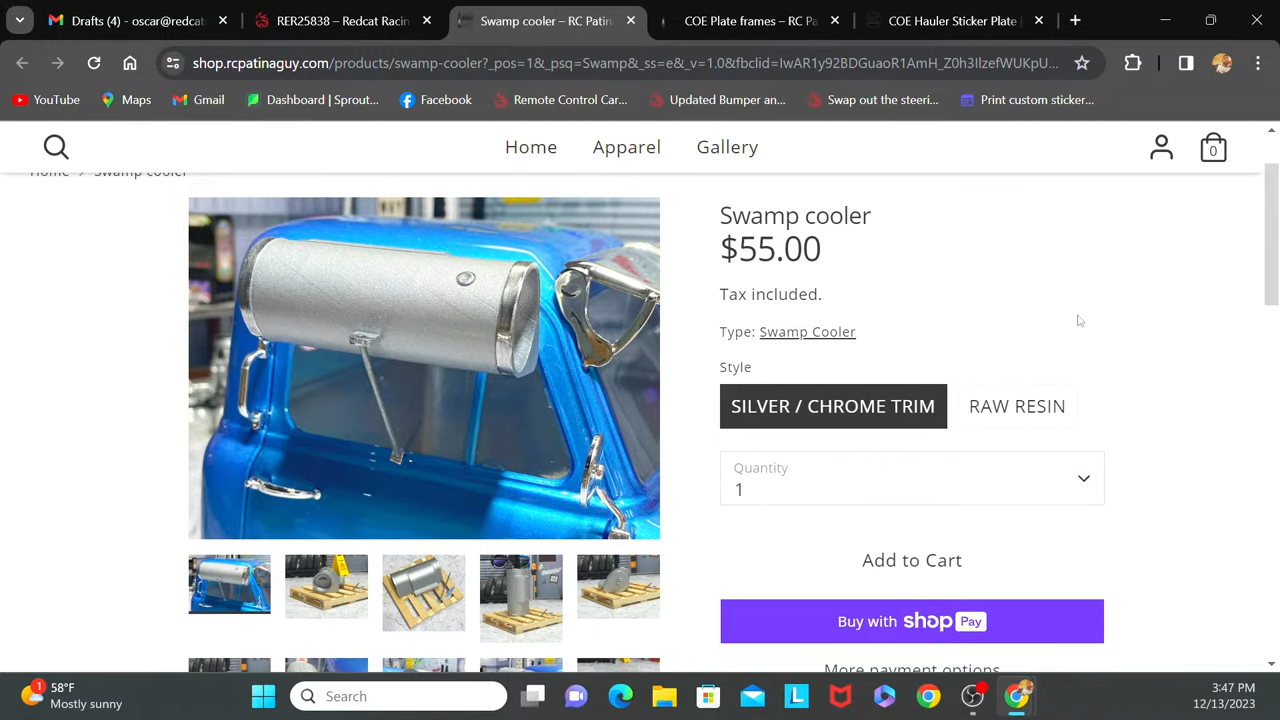 Drafts (4) - oscar@redcat
RER25838 – Redcat Racin
Swamp cooler – RC Patin
COE Plate frames – RC Pa
COE Hauler Sticker Plate
shop.rcpatinaguy.com/products/swamp-cooler?_pos=1&_psq=Swamp&_ss=e&_v=1.0&fbclid=IwAR1y92BDGuaoR1AmH_Z0h3IlzefWUKpU...
YouTube
Maps
Gmail
Dashboard | Sprout...
Facebook
Remote Control Car...
Updated Bumper an...
Swap out the steeri...
Print custom sticker...
Home
Apparel
Gallery
0
Home > Swamp cooler
Swamp cooler
$55.00
Tax included.
Type: Swamp Cooler
Style
SILVER / CHROME TRIM
RAW RESIN
Quantity
1
Add to Cart
Buy with shop Pay
More payment options
1
58°F
Mostly sunny
Search
L
3:47 PM
12/13/2023